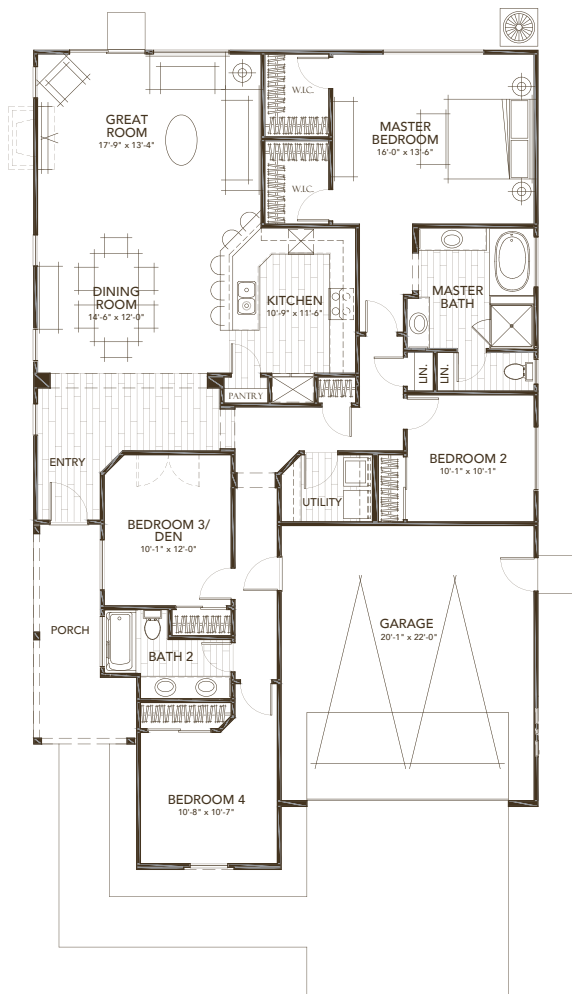 GREAT
ROOM
17'-9" x 13'-4"
W.I.C.
MASTER
BEDROOM
16'-0" x 13'-6"
W.I.C.
DINING
ROOM
14'-6" x 12'-0"
KITCHEN
10'-9" x 11'-6"
MASTER
BATH
LIN.
LIN.
PANTRY
ENTRY
BEDROOM 2
10'-1" x 10'-1"
UTILITY
BEDROOM 3/
DEN
10'-1" x 12'-0"
PORCH
BATH 2
GARAGE
20'-1" x 22'-0"
BEDROOM 4
10'-8" x 10'-7"